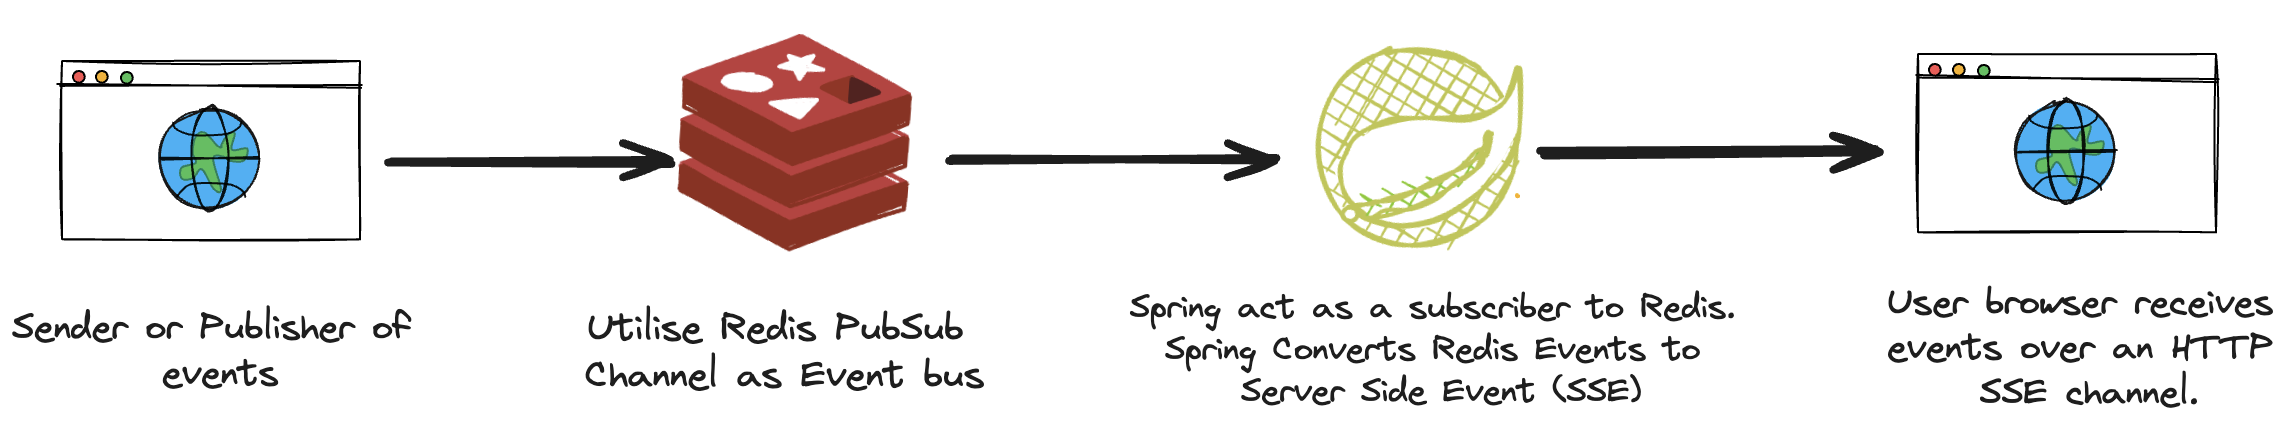 Sender or Publisher of
events
Utilise Redis PubSub
Channel as Event bus
Spring act as a subscriber to Redis.
Spring Converts Redis Events to
Server Side Event (SSE)
User browser receives
events over an HTTP
SSE channel.